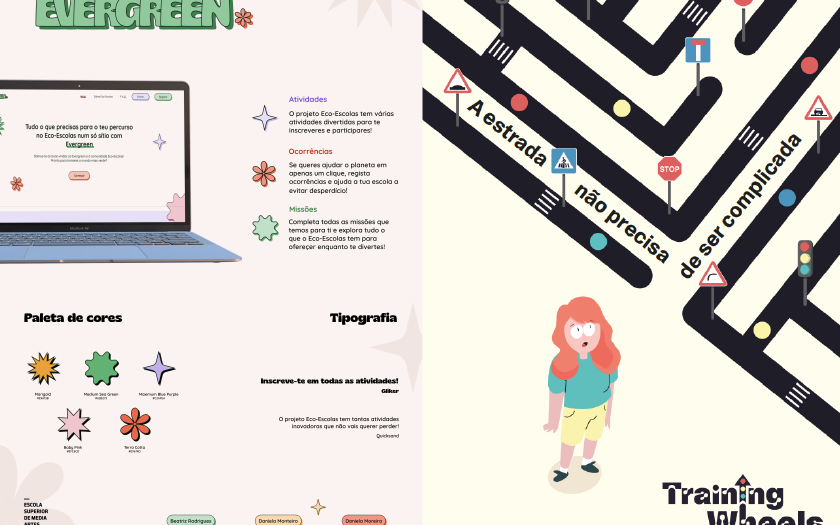 EVERGREEN
Tudo o que precisas para o teu percurso
no Eco-Escolas num só sítio com
Evergreen
Atividades
O projeto Eco-Escolas tem várias
atividades divertidas para te
inscreveres e participares!
Ocorrências
Se queres ajudar o planeta em
apenas um clique, regista
ocorrências e ajuda a tua escola a
evitar desperdício!
Missões
Completa todas as missões que
temos para ti e explora tudo o
que o Eco-Escolas tem para
ofereçer enquanto te divertes!
Paleta de cores
Tipografia
Marigold
Medium Sea Green
Maximum Blue Purple
Baby Pink
Terra Cotta
Inscreve-te em todas as atividades!
Gliker
O projeto Eco-Escolas tem tantas atividades
inovadoras que não vais querer perder!
Quicksand
ESCOLA
SUPERIOR
DE MEDIA
ARTES
Beatriz Rodrigues
Daniela Monteiro
Daniela Moreira
A estrada
não precisa
de ser complicada
STOP
Training
Wheels